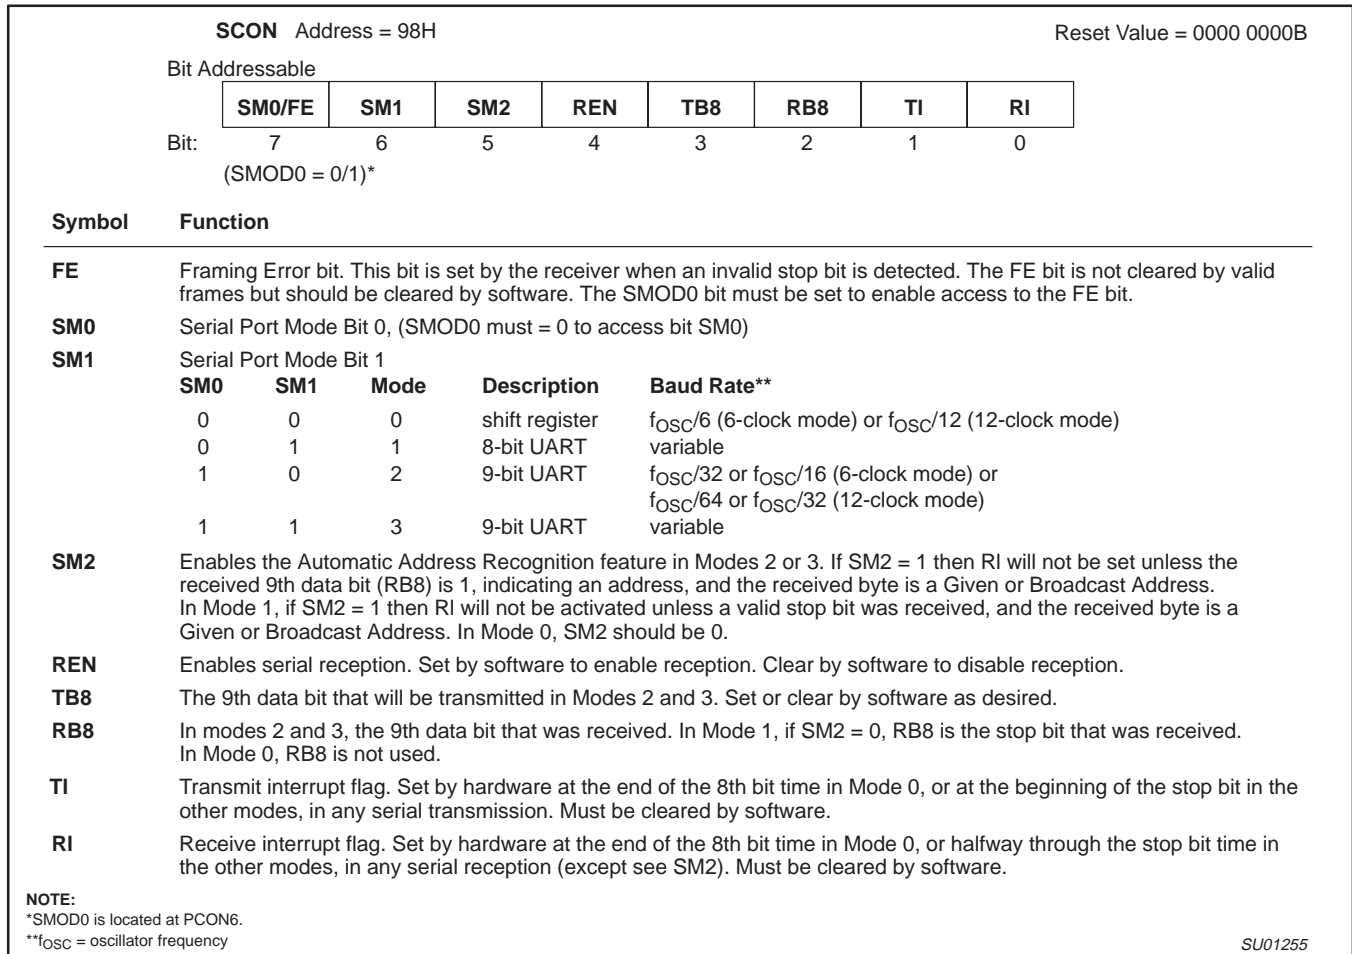 SCON Address = 98H Reset Value = 0000 0000B
Bit Addressable
SM0/FE SM1 SM2 REN TB8 RB8 TI RI
Bit: 7 6 5 4 3 2 1 0
(SMOD0 = 0/1)*
Symbol Function
FE Framing Error bit. This bit is set by the receiver when an invalid stop bit is detected. The FE bit is not cleared by valid
frames but should be cleared by software. The SMOD0 bit must be set to enable access to the FE bit.
SM0 Serial Port Mode Bit 0, (SMOD0 must = 0 to access bit SM0)
SM1 Serial Port Mode Bit 1
SM0 SM1 Mode Description Baud Rate**
0 0 0 shift register fOSC/6 (6-clock mode) or fOSC/12 (12-clock mode)
0 1 1 8-bit UART variable
1 0 2 9-bit UART fOSC/32 or fOSC/16 (6-clock mode) or
fOSC/64 or fOSC/32 (12-clock mode)
1 1 3 9-bit UART variable
SM2 Enables the Automatic Address Recognition feature in Modes 2 or 3. If SM2 = 1 then RI will not be set unless the
received 9th data bit (RB8) is 1, indicating an address, and the received byte is a Given or Broadcast Address.
In Mode 1, if SM2 = 1 then RI will not be activated unless a valid stop bit was received, and the received byte is a
Given or Broadcast Address. In Mode 0, SM2 should be 0.
REN Enables serial reception. Set by software to enable reception. Clear by software to disable reception.
TB8 The 9th data bit that will be transmitted in Modes 2 and 3. Set or clear by software as desired.
RB8 In modes 2 and 3, the 9th data bit that was received. In Mode 1, if SM2 = 0, RB8 is the stop bit that was received.
In Mode 0, RB8 is not used.
TI Transmit interrupt flag. Set by hardware at the end of the 8th bit time in Mode 0, or at the beginning of the stop bit in the
other modes, in any serial transmission. Must be cleared by software.
RI Receive interrupt flag. Set by hardware at the end of the 8th bit time in Mode 0, or halfway through the stop bit time in
the other modes, in any serial reception (except see SM2). Must be cleared by software.
NOTE:
*SMOD0 is located at PCON6.
**fOSC = oscillator frequency SU01255